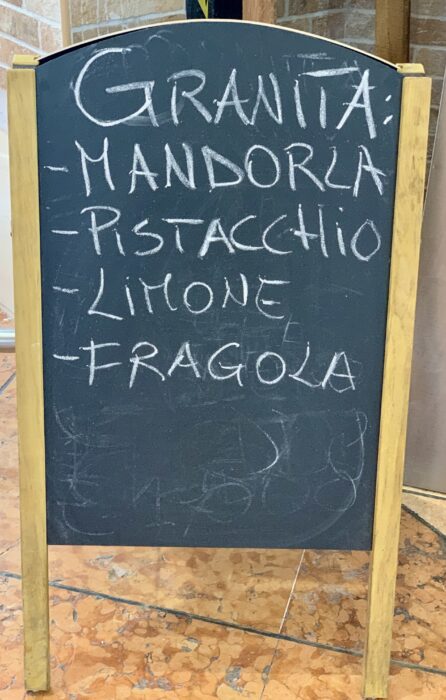 GRANITA:
- MANDORLA
- PISTACCHIO
- LIMONE
- FRAGOLA